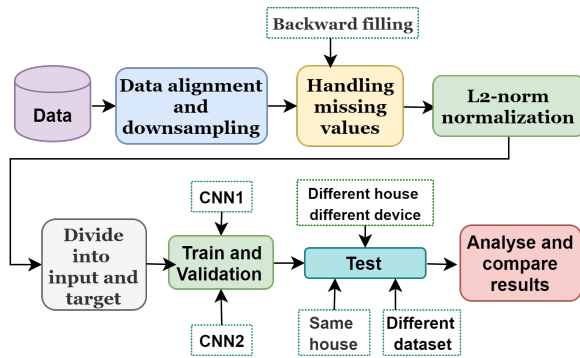 Backward filling
Data
Data alignment
and
downsampling
Handling
missing
values
L2-norm
normalization
CNN1
Different house
different device
Divide
into
input and
target
Train and
Validation
Test
Analyse and
compare
results
CNN2
Same
house
Different
dataset